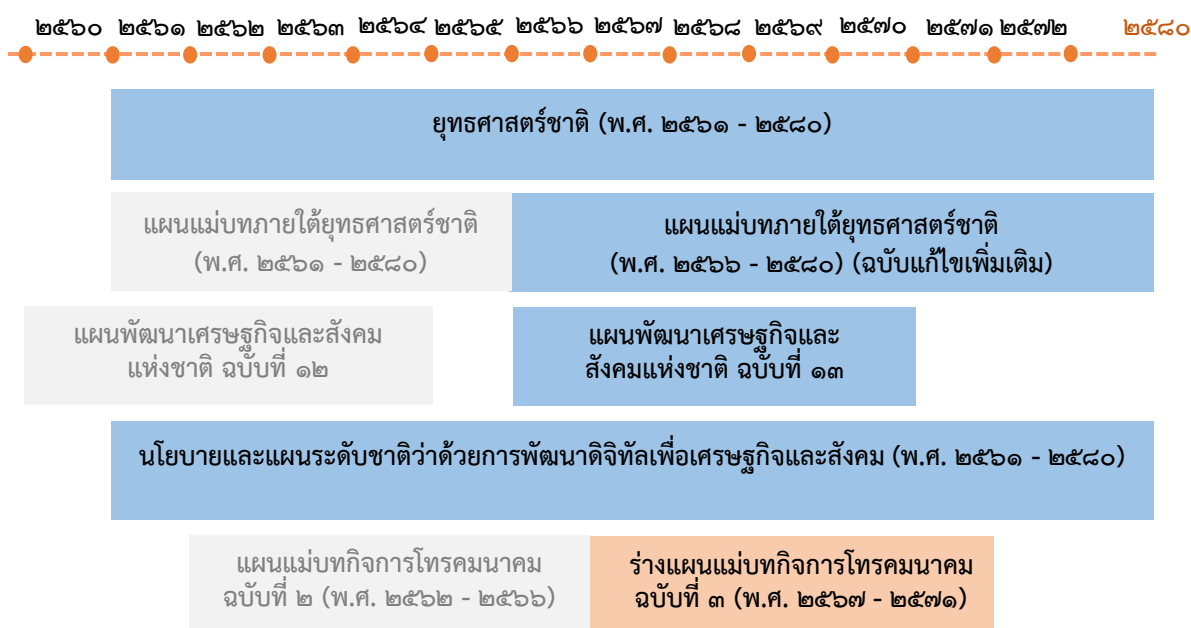 ๒๕๖๐ ๒๕๖๑ ๒๕๖๒ ๒๕๖๓ ๒๕๖๔ ๒๕๖๕ ๒๕๖๖ ๒๕๖๗ ๒๕๖๘ ๒๕๖๙ ๒๕๗๐ ๒๕๗๑ ๒๕๗๒ ๒๕๘๐
ยุทธศาสตร์ชาติ (พ.ศ. ๒๕๖๑ - ๒๕๘๐)
แผนแม่บทภายใต้ยุทธศาสตร์ชาติ
(พ.ศ. ๒๕๖๑ - ๒๕๘๐)
แผนแม่บทภายใต้ยุทธศาสตร์ชาติ
(พ.ศ. ๒๕๖๖ - ๒๕๘๐) (ฉบับแก้ไขเพิ่มเติม)
แผนพัฒนาเศรษฐกิจและสังคม
แห่งชาติ ฉบับที่ ๑๒
แผนพัฒนาเศรษฐกิจและ
สังคมแห่งชาติ ฉบับที่ ๑๓
นโยบายและแผนระดับชาติว่าด้วยการพัฒนาดิจิทัลเพื่อเศรษฐกิจและสังคม (พ.ศ. ๒๕๖๑ - ๒๕๘๐)
แผนแม่บทกิจการโทรคมนาคม
ฉบับที่ ๒ (พ.ศ. ๒๕๖๒ - ๒๕๖๖)
ร่างแผนแม่บทกิจการโทรคมนาคม
ฉบับที่ ๓ (พ.ศ. ๒๕๖๗ - ๒๕๗๑)